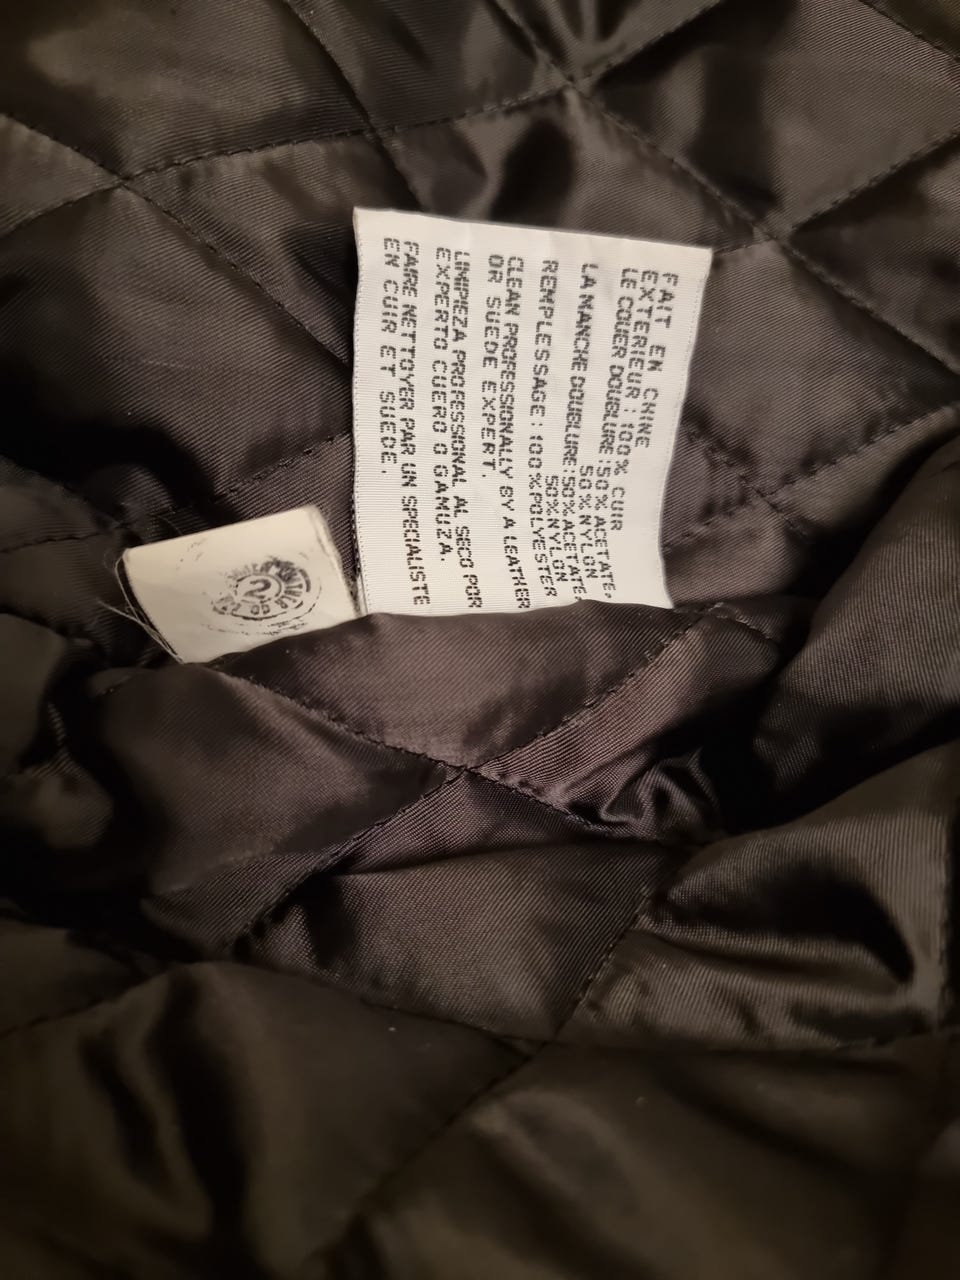 FAIT EN CHINE
EXTERIEUR : 100% CUIR
LE COUER DOUBLURE : 50% ACETATE,
50% NYLON
LA MANCHE DOUBLURE : 50% ACETATE
50% NYLON
REMPLESSAGE : 100% POLYESTER
CLEAN PROFESSIONALLY BY A LEATHER
OR SUEDE EXPERT.
LIMIPIEZA PROFESSIONAL AL SECO POR
EXPERTO CUERO O GAMUZA.
FAIRE NETTOYER PAR UN SPECIALISTE
EN CUIR ET SUEDE.
2